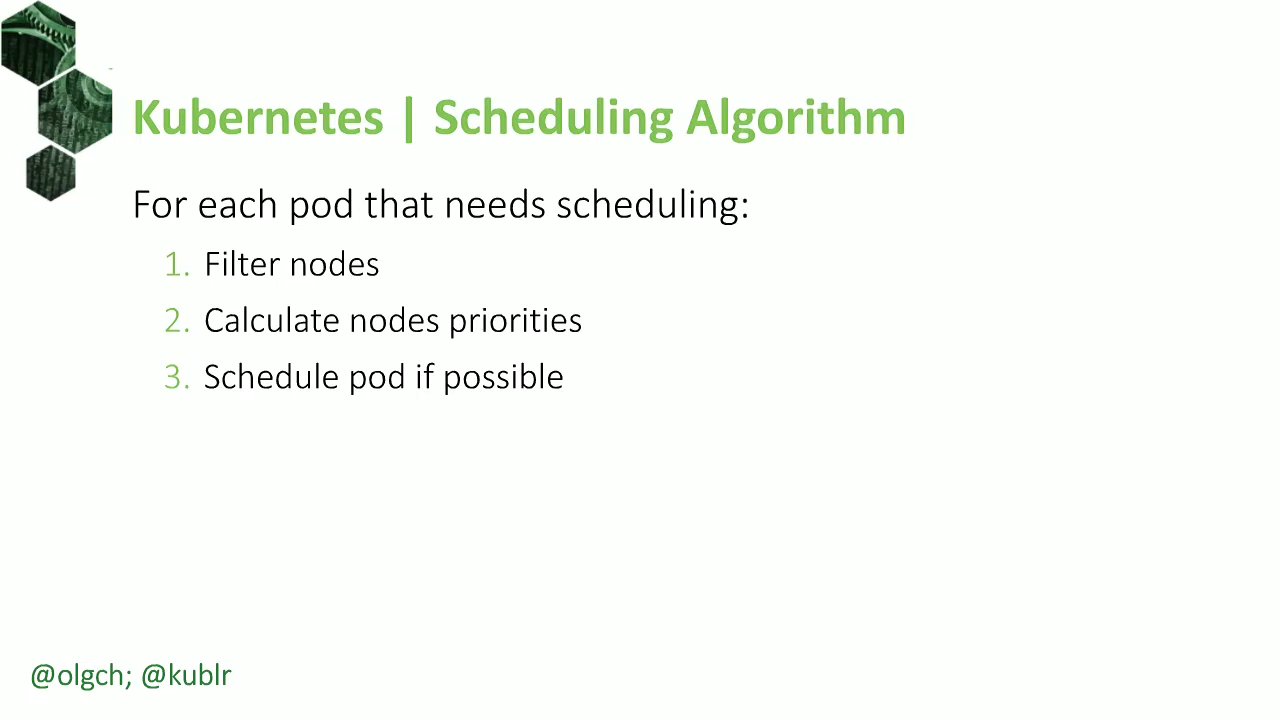 Kubernetes | Scheduling Algorithm
For each pod that needs scheduling:
1. Filter nodes
2. Calculate nodes priorities
3. Schedule pod if possible
@olgch; @kublr